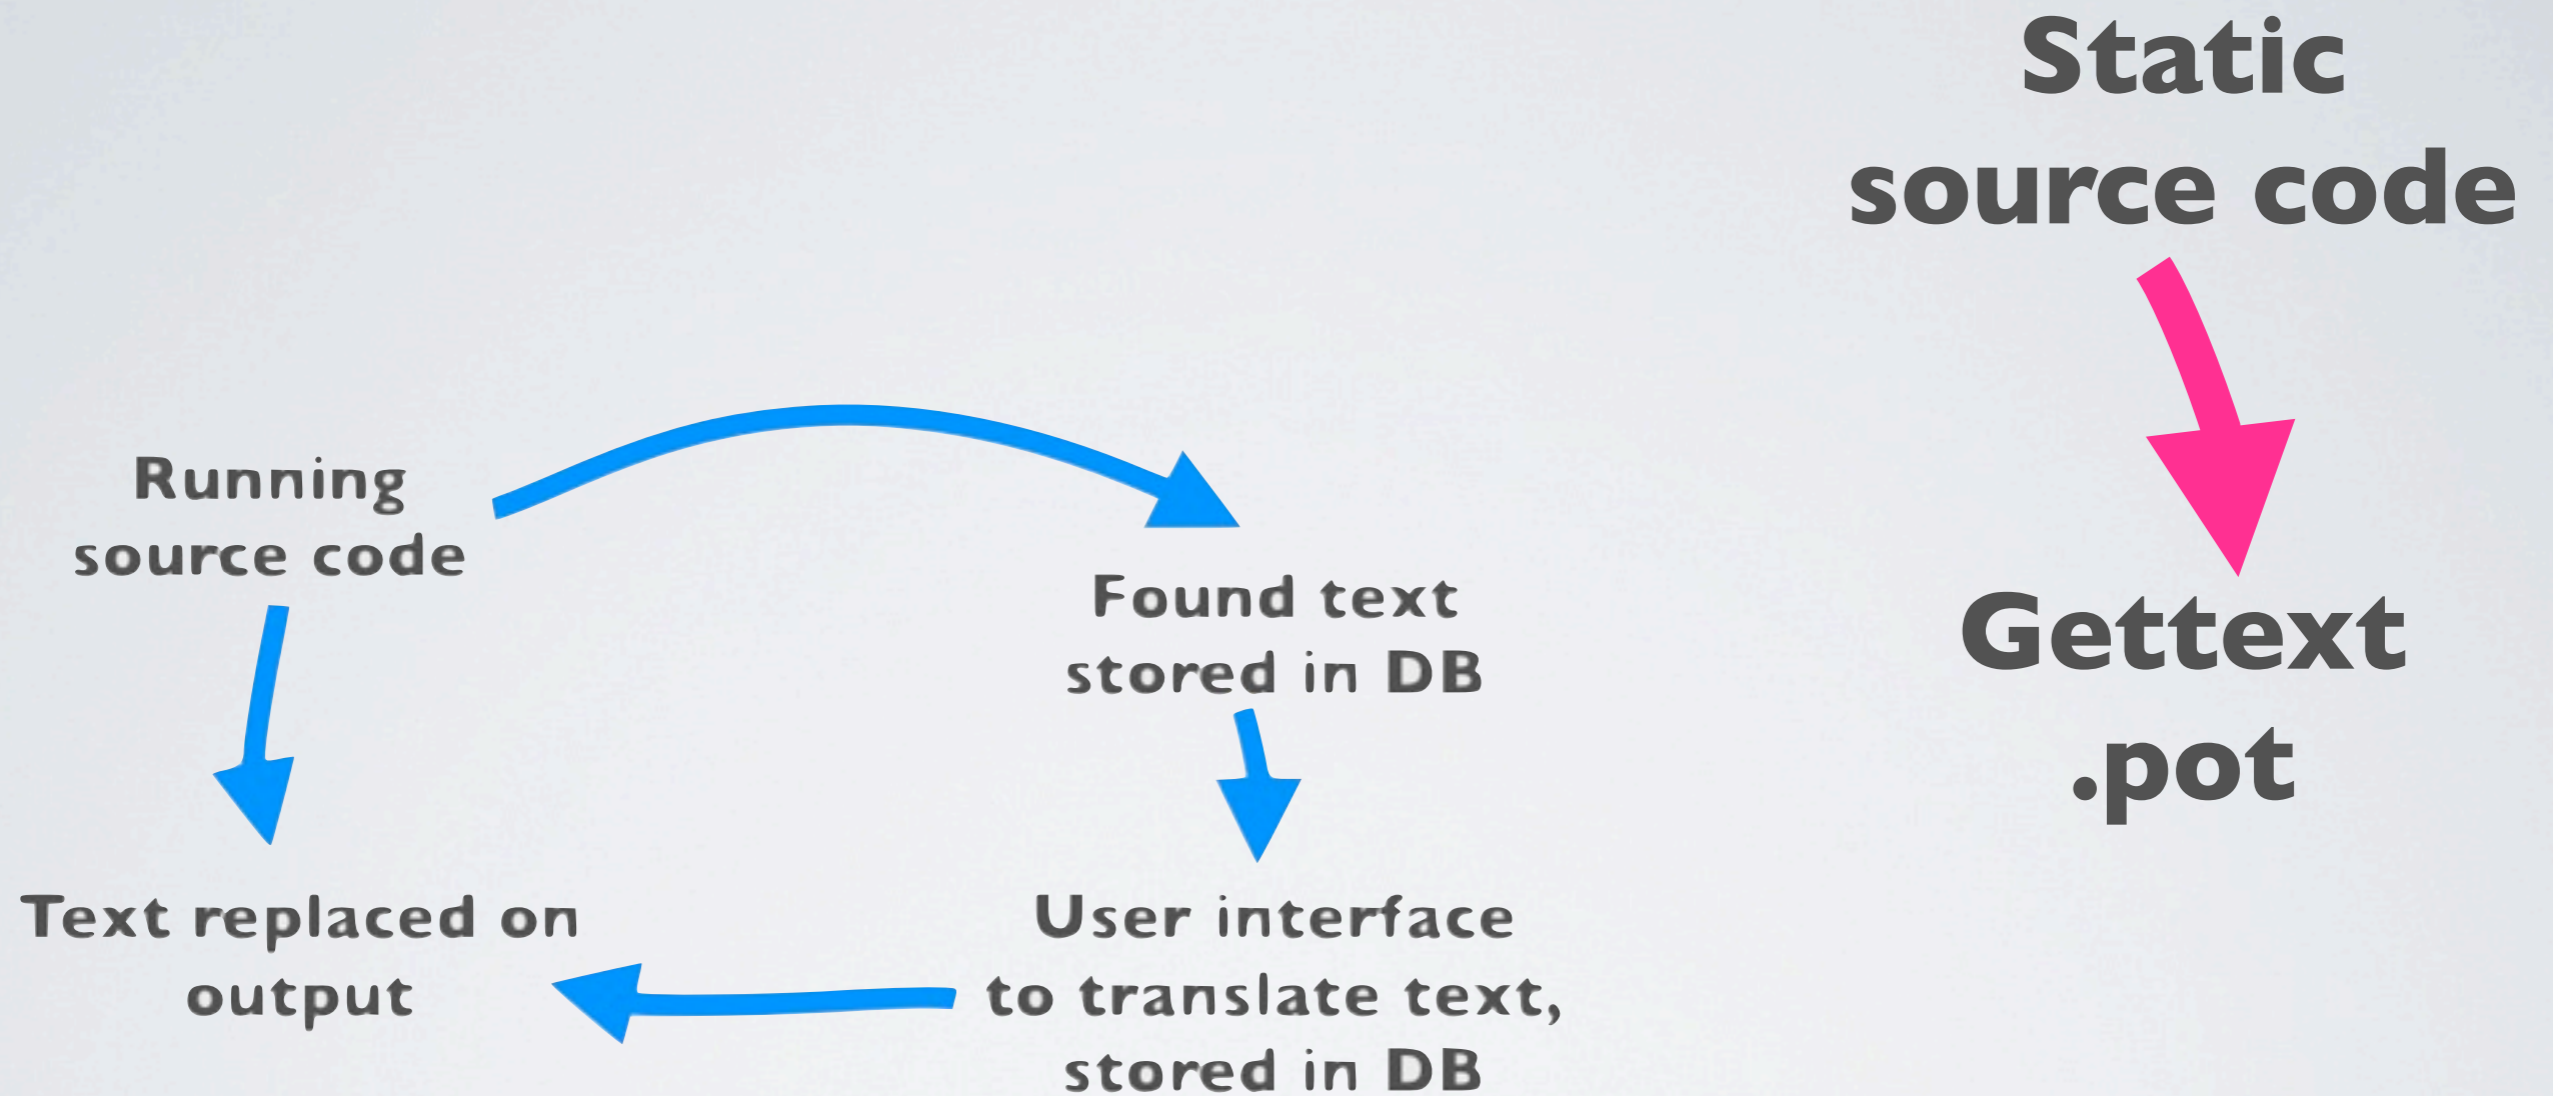 Static
source code
Running
source code
Found text
stored in DB
Gettext
.pot
Text replaced on
output
User interface
to translate text,
stored in DB